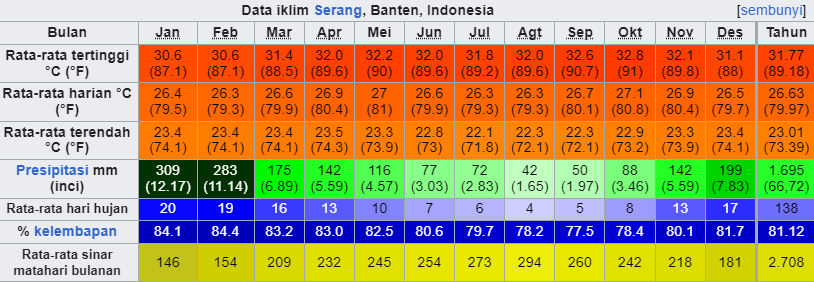 Data iklim Serang, Banten, Indonesia [sembunyi]
Bulan Jan Feb Mar Apr Mei Jun Jul Agt Sep Okt Nov Des Tahun
Rata-rata tertinggi 30.6 30.6 31.4 32.0 32.2 32.0 31.8 32.0 32.6 32.8 32.1 31.1 31.77
°C (°F) (87.1) (87.1) (88.5) (89.6) (90) (89.6) (89.2) (89.6) (90.7) (91) (89.8) (88) (89.18)
Rata-rata harian °C 26.4 26.3 26.6 26.9 27 26.6 26.3 26.3 26.7 27.1 26.9 26.5 26.63
(°F) (79.5) (79.3) (79.9) (80.4) (81) (79.9) (79.3) (79.3) (80.1) (80.8) (80.4) (79.7) (79.97)
Rata-rata terendah 23.4 23.4 23.4 23.5 23.3 22.8 22.1 22.3 22.3 22.9 23.3 23.4 23.01
°C (°F) (74.1) (74.1) (74.1) (74.3) (73.9) (73) (71.8) (72.1) (72.1) (73.2) (73.9) (74.1) (73.39)
Presipitasi mm 309 283 175 142 116 77 72 42 50 88 142 199 1.695
(inci) (12.17) (11.14) (6.89) (5.59) (4.57) (3.03) (2.83) (1.65) (1.97) (3.46) (5.59) (7.83) (66,72)
Rata-rata hari hujan 20 19 16 13 10 7 6 4 5 8 13 17 138
% kelembapan 84.1 84.4 83.2 83.0 82.5 80.6 79.7 78.2 77.5 78.4 80.1 81.7 81.12
Rata-rata sinar
matahari bulanan 146 154 209 232 245 254 273 294 260 242 218 181 2.708